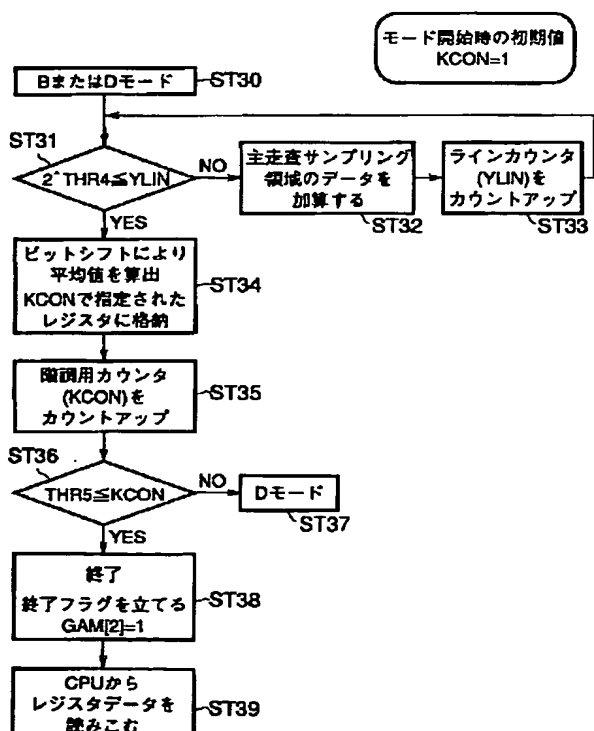 モード開始時の初期値
KCON=1
BまたはDモード
ST30
ST31
2^THR4≦YLIN
NO
主走査サンプリング
領域のデータを
加算する
ST32
ラインカウンタ
(YLIN)を
カウントアップ
ST33
YES
ビットシフトにより
平均値を算出
KCONで指定された
レジスタに格納
ST34
階調用カウンタ
(KCON)を
カウントアップ
ST35
ST36
THR5≦KCON
NO
Dモード
ST37
YES
終了
終了フラグを立てる
GAM[2]=1
ST38
CPUから
レジスタデータを
読みこむ
ST39